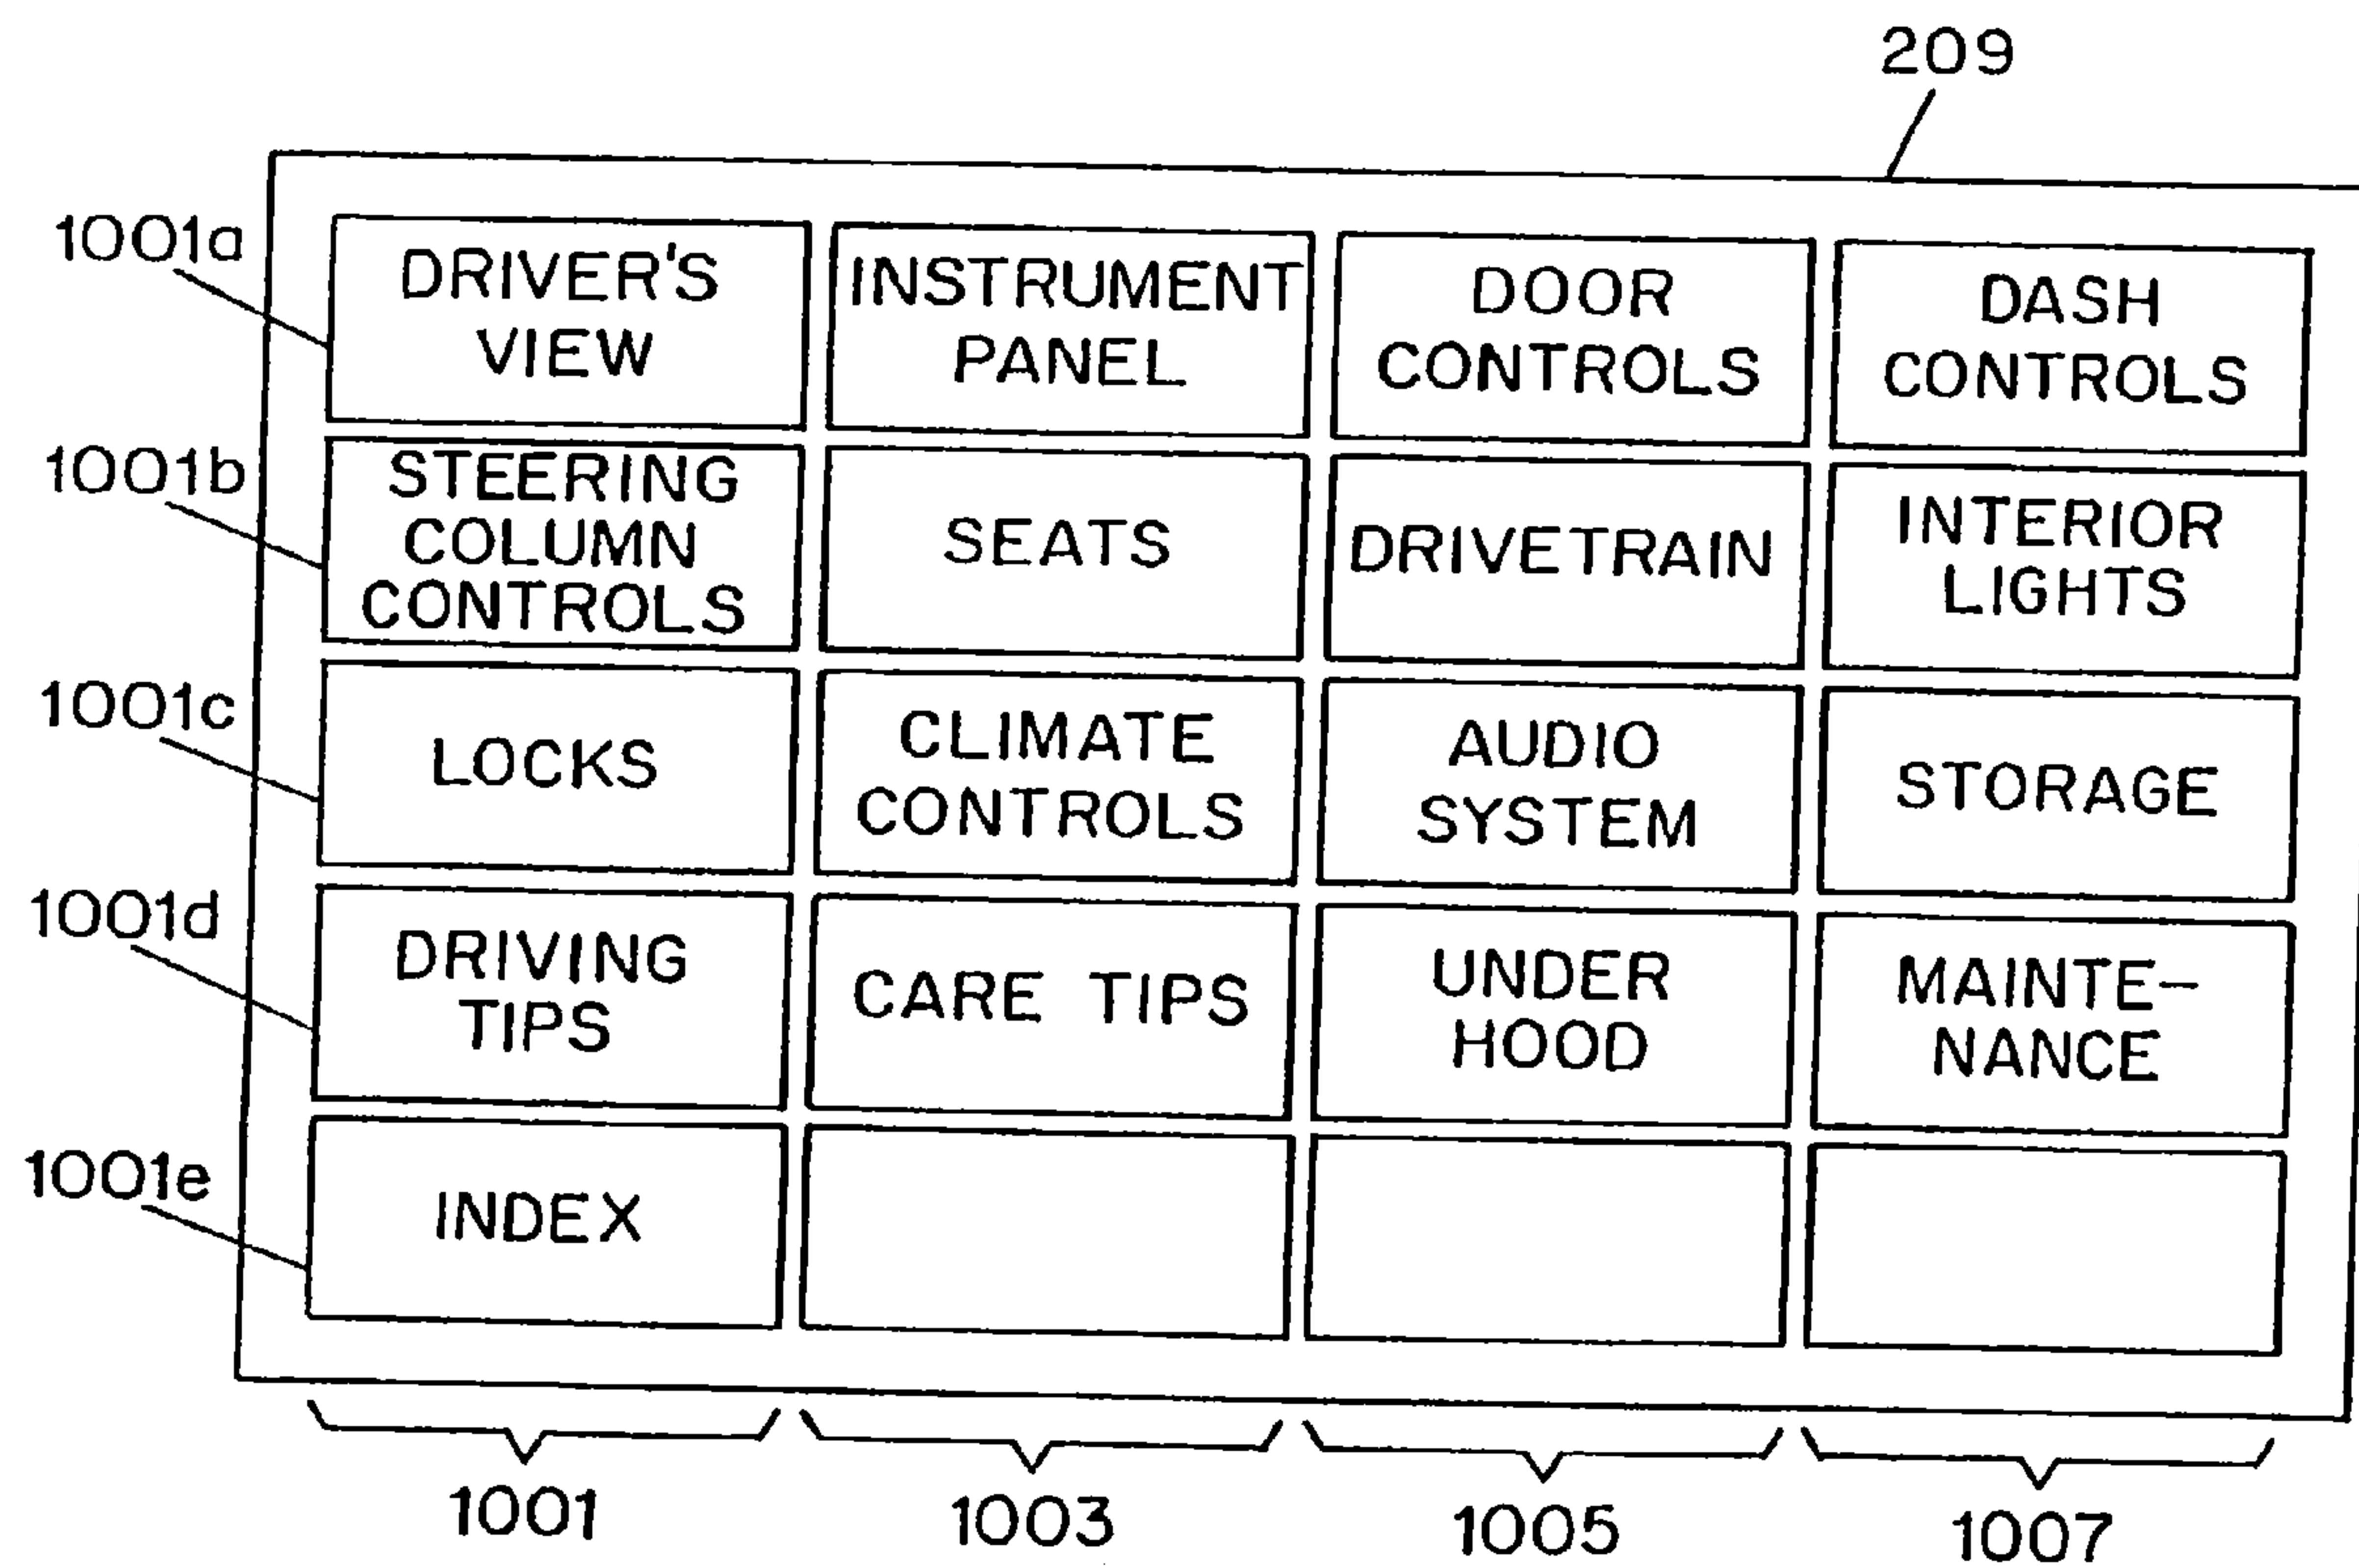 209
1001a
DRIVER'S
VIEW
INSTRUMENT
PANEL
DOOR
CONTROLS
DASH
CONTROLS
1001b
STEERING
COLUMN
CONTROLS
SEATS
DRIVETRAIN
INTERIOR
LIGHTS
1001c
LOCKS
CLIMATE
CONTROLS
AUDIO
SYSTEM
STORAGE
1001d
DRIVING
TIPS
CARE TIPS
UNDER
HOOD
MAINTE-
NANCE
1001e
INDEX
1001
1003
1005
1007